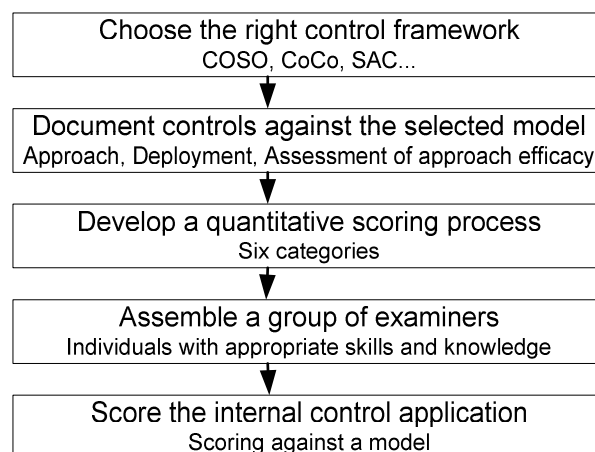 Choose the right control framework
COSO, CoCo, SAC...
Document controls against the selected model
Approach, Deployment, Assessment of approach efficacy
Develop a quantitative scoring process
Six categories
Assemble a group of examiners
Individuals with appropriate skills and knowledge
Score the internal control application
Scoring against a model